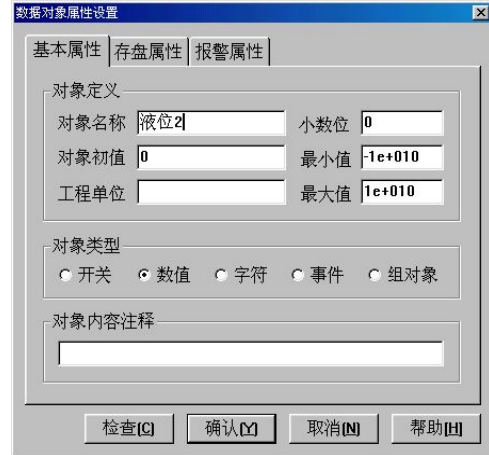 数据对象属性设置
基本属性 存盘属性 报警属性
对象定义
对象名称 液位2 小数位 0
对象初值 0 最小值 -1e+010
工程单位 最大值 1e+010
对象类型
开关 数值 字符 事件 组对象
对象内容注释
检查(C) 确认(Y) 取消(N) 帮助(H)